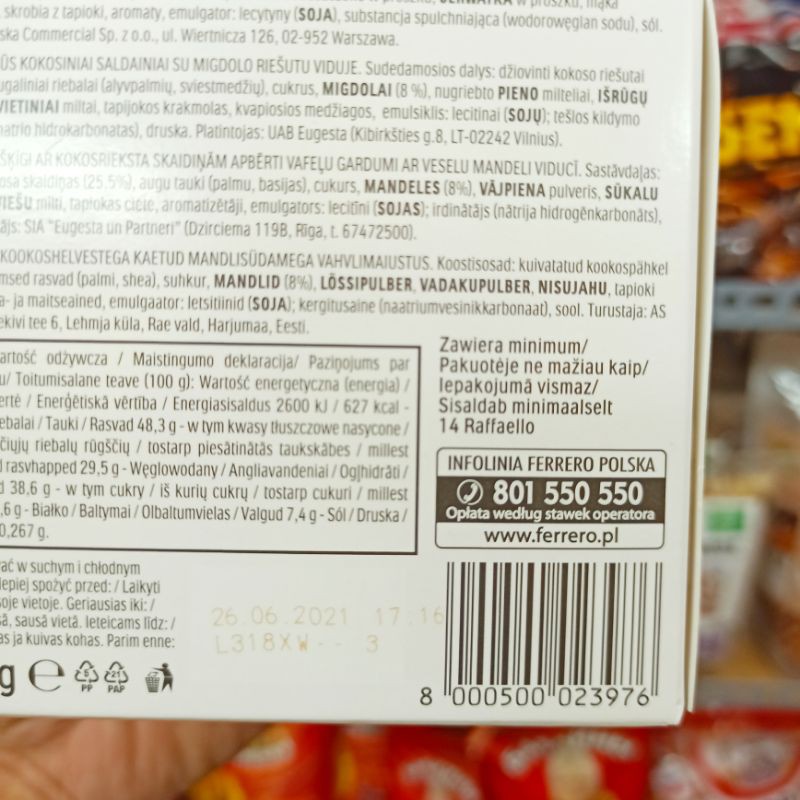 skrobia z tapioki, aromaty, emulgator: lecytyny (SOJA), substancja spulchniająca (wodorowęglan sodu), sól.
ska Commercial Sp. z o.o., ul. Wiertnicza 126, 02-952 Warszawa.
ŪS KOKOSINIAI SALDAINIAI SU MIGDOLO RIEŠUTU VIDUJE. Sudedamosios dalys: džiovinti kokoso riešutai
ugaliniai riebalai (alyvpalmių, sviestmedžių), cukrus, MIGDOLAI (8 %), nugriebto PIENO milteliai, IŠRŪGŲ
VIETINIAI miltai, tapijokos krakmolas, kvapiosios medžiagos, emulsiklis: lecitinai (SOJŲ); tešlos kildymo
natrio hidrokarbonatas), druska. Platintojas: UAB Eugesta (Kibirkšties g.8, LT-02242 Vilnius).
ŠĶIGI AR KOKOSRIEKSTA SKAIDIŅĀM APBĒRTI VAFEĻU GARDUMI AR VESELU MANDELI VIDUCĪ. Sastāvdaļas:
osa skaidiņas (25,5%), augu tauki (palmu, basijas), cukurs, MANDELES (8%), VĀJPIENA pulveris, SŪKALU
VIEŠU milti, tapiokas ciete, aromatizētāji, emulgators: lecitīni (SOJAS); irdinātājs (nātrija hidrogēnkarbonāts),
tājs: SIA "Eugesta un Partneri" (Dzirciema 119B, Rīga, t. 67472500).
KOOKOSHELVESTEGA KAETUD MANDLISÜDAMEGA VAHVLIMAIUSTUS. Koostisosad: kuivatatud kookospähkel
msed rasvad (palmi, shea), suhkur, MANDLID (8%), LÕSSIPULBER, VADAKUPULBER, NISUJAHU, tapioki
a- ja maitseained, emulgaator: letsitiinid (SOJA); kergitusaine (naatriumvesinikkarbonaat), sool. Turustaja: AS
ekivi tee 6, Lehmja küla, Rae vald, Harjumaa, Eesti.
artość odżywcza / Maistingumo deklaracija/ Paziņojums par
u/ Toitumisalane teave (100 g): Wartość energetyczna (energia) /
ertė / Enerģētiskā vērtība / Energiasisaldus 2600 kJ / 627 kcal -
ebalai / Tauki / Rasvad 48,3 g - w tym kwasy tłuszczowe nasycone /
čiųjų riebalų rūgščių / tostarp piesātinātās taukskābes / millest
d rasvhapped 29,5 g - Węglowodany / Angliavandeniai / Ogļhidrāti /
d 38,6 g - w tym cukry / iš kurių cukrų / tostarp cukuri / millest
,6 g - Białko / Baltymai / Olbaltumvielas / Valgud 7,4 g - Sól / Druska /
0,267 g.
Zawiera minimum/
Pakuotėje ne mažiau kaip/
Iepakojumā vismaz/
Sisaldab minimaalselt
14 Raffaello
INFOLINIA FERRERO POLSKA
801 550 550
Opłata według stawek operatora
www.ferrero.pl
ać w suchym i chłodnym
lepiej spożyć przed: / Laikyti
oje vietoje. Geriausias iki: /
sā, sausā vietā. Ieteicams līdz: /
as ja kuivas kohas. Parim enne:
26.06.2021 17:16
L318XW-- 3
g
5 PP
21 PAP
8 000500 023976